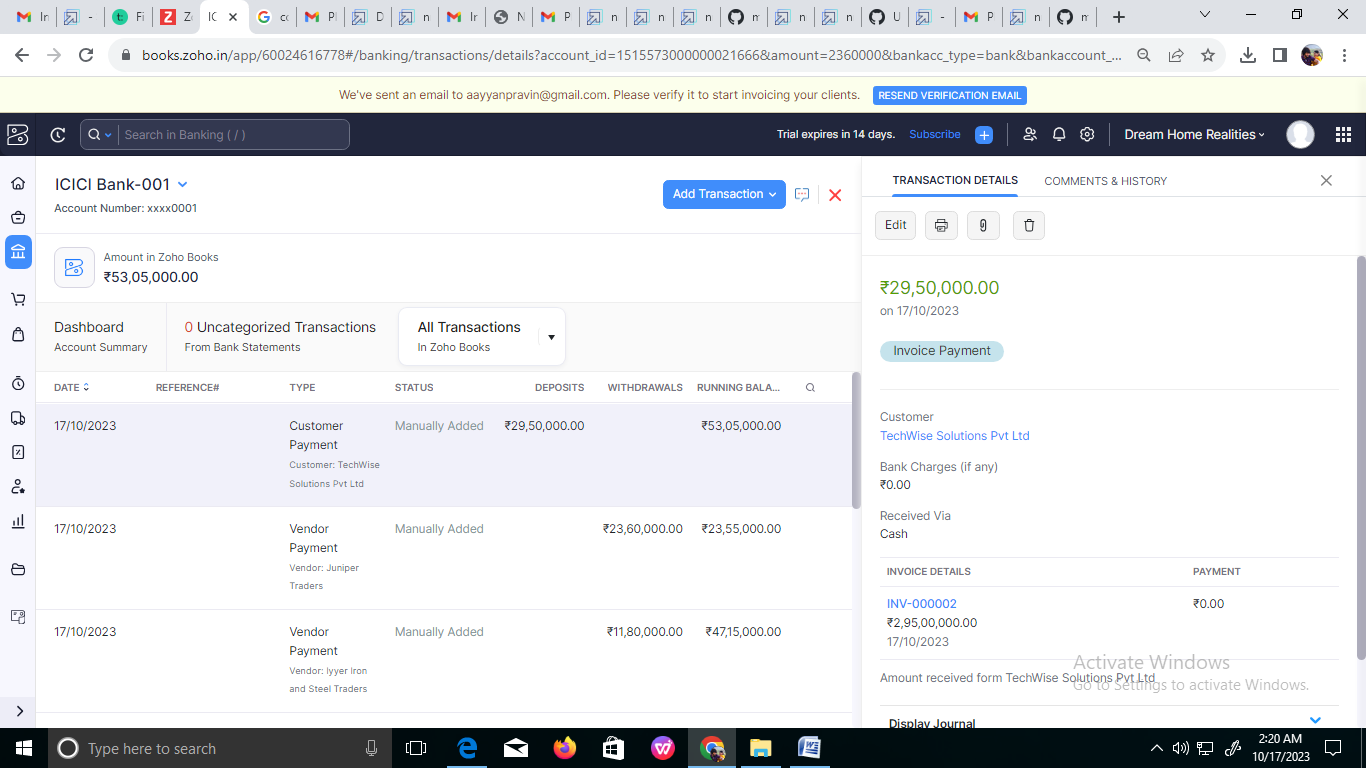 Ir
-
Fi
Zo
IC
co
Pl
D
n
Ir
N
P
n
n
n
m
n
n
U
-
P
n
m
books.zoho.in/app/60024616778#/banking/transactions/details?account_id=1515573000000021666&amount=2360000&bankacc_type=bank&bankaccount_...
We've sent an email to aayyanpravin@gmail.com. Please verify it to start invoicing your clients. RESEND VERIFICATION EMAIL
Search in Banking ( / )
Trial expires in 14 days. Subscribe
Dream Home Realities
ICICI Bank-001
Account Number: xxxx0001
Add Transaction
Amount in Zoho Books
₹53,05,000.00
Dashboard
Account Summary
0 Uncategorized Transactions
From Bank Statements
All Transactions
In Zoho Books
DATE REFERENCE# TYPE STATUS DEPOSITS WITHDRAWALS RUNNING BALA...
17/10/2023 Customer Manually Added ₹29,50,000.00 ₹53,05,000.00
Payment
Customer: TechWise
Solutions Pvt Ltd
17/10/2023 Vendor Manually Added ₹23,60,000.00 ₹23,55,000.00
Payment
Vendor: Juniper
Traders
17/10/2023 Vendor Manually Added ₹11,80,000.00 ₹47,15,000.00
Payment
Vendor: Iyyer Iron
and Steel Traders
TRANSACTION DETAILS COMMENTS & HISTORY
Edit
₹29,50,000.00
on 17/10/2023
Invoice Payment
Customer
TechWise Solutions Pvt Ltd
Bank Charges (if any)
₹0.00
Received Via
Cash
INVOICE DETAILS PAYMENT
INV-000002 ₹0.00
₹2,95,00,000.00
17/10/2023
Amount received form TechWise Solutions Pvt Ltd
Display Journal
Activate Windows
Go to Settings to activate Windows.
Type here to search
2:20 AM
10/17/2023